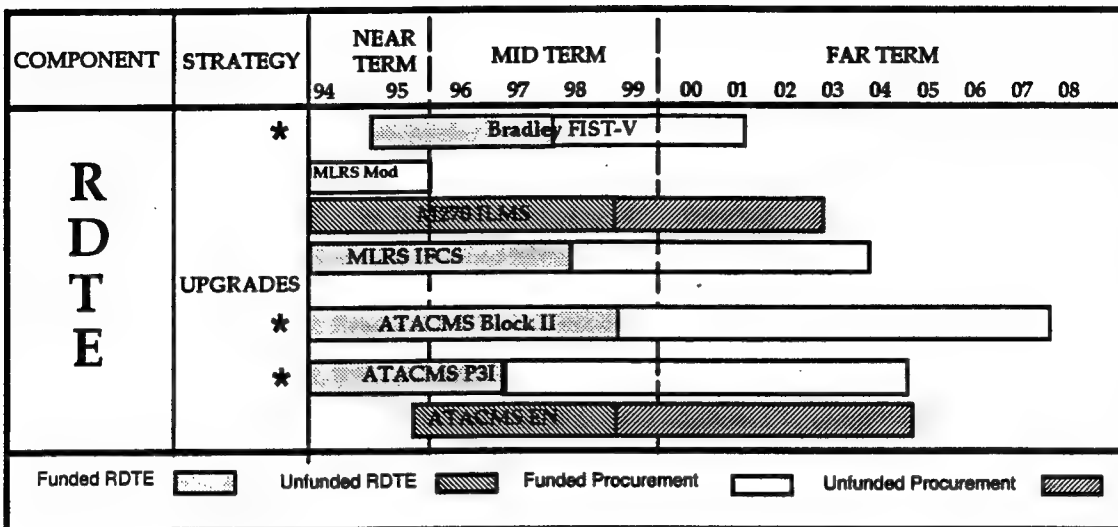 COMPONENT STRATEGY NEAR TERM MID TERM FAR TERM
94 95 96 97 98 99 00 01 02 03 04 05 06 07 08
* Bradley FIST-V
MLRS Mod
M270 ILMS
MLRS IFCS
UPGRADES
* ATACMS Block II
* ATACMS P3I
ATACMS EN
R
D
T
E
Funded RDTE Unfunded RDTE Funded Procurement Unfunded Procurement